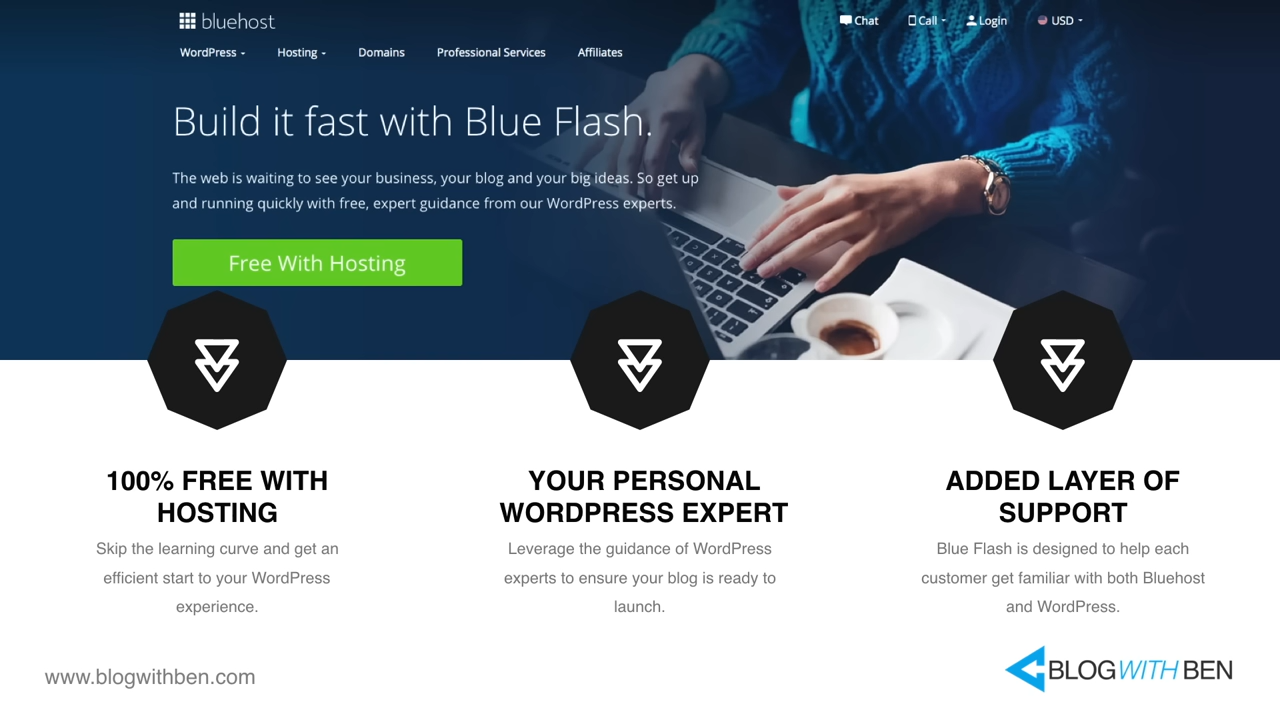 bluehost
Chat
Call
Login
USD
WordPress
Hosting
Domains
Professional Services
Affiliates
Build it fast with Blue Flash.
The web is waiting to see your business, your blog and your big ideas. So get up
and running quickly with free, expert guidance from our WordPress experts.
Free With Hosting
100% FREE WITH
HOSTING
Skip the learning curve and get an
efficient start to your WordPress
experience.
YOUR PERSONAL
WORDPRESS EXPERT
Leverage the guidance of WordPress
experts to ensure your blog is ready to
launch.
ADDED LAYER OF
SUPPORT
Blue Flash is designed to help each
customer get familiar with both Bluehost
and WordPress.
www.blogwithben.com
BLOG WITH BEN